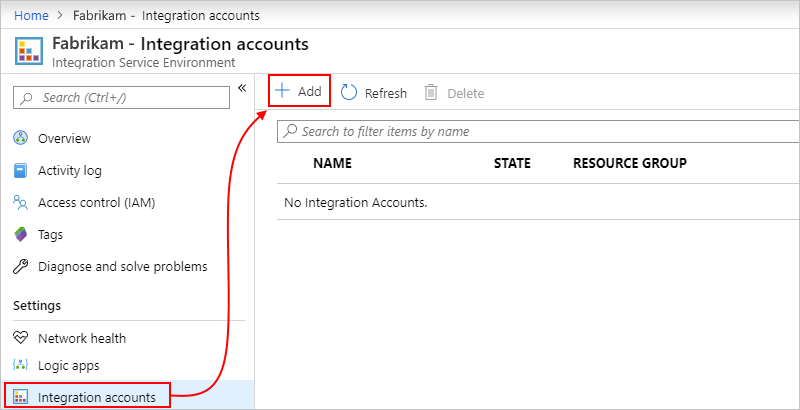 Home > Fabrikam - Integration accounts
Fabrikam - Integration accounts
Integration Service Environment
Search (Ctrl+/)
«
Overview
Activity log
Access control (IAM)
Tags
Diagnose and solve problems
Settings
Network health
Logic apps
Integration accounts
+ Add Refresh Delete
Search to filter items by name
NAME STATE RESOURCE GROUP
No Integration Accounts.